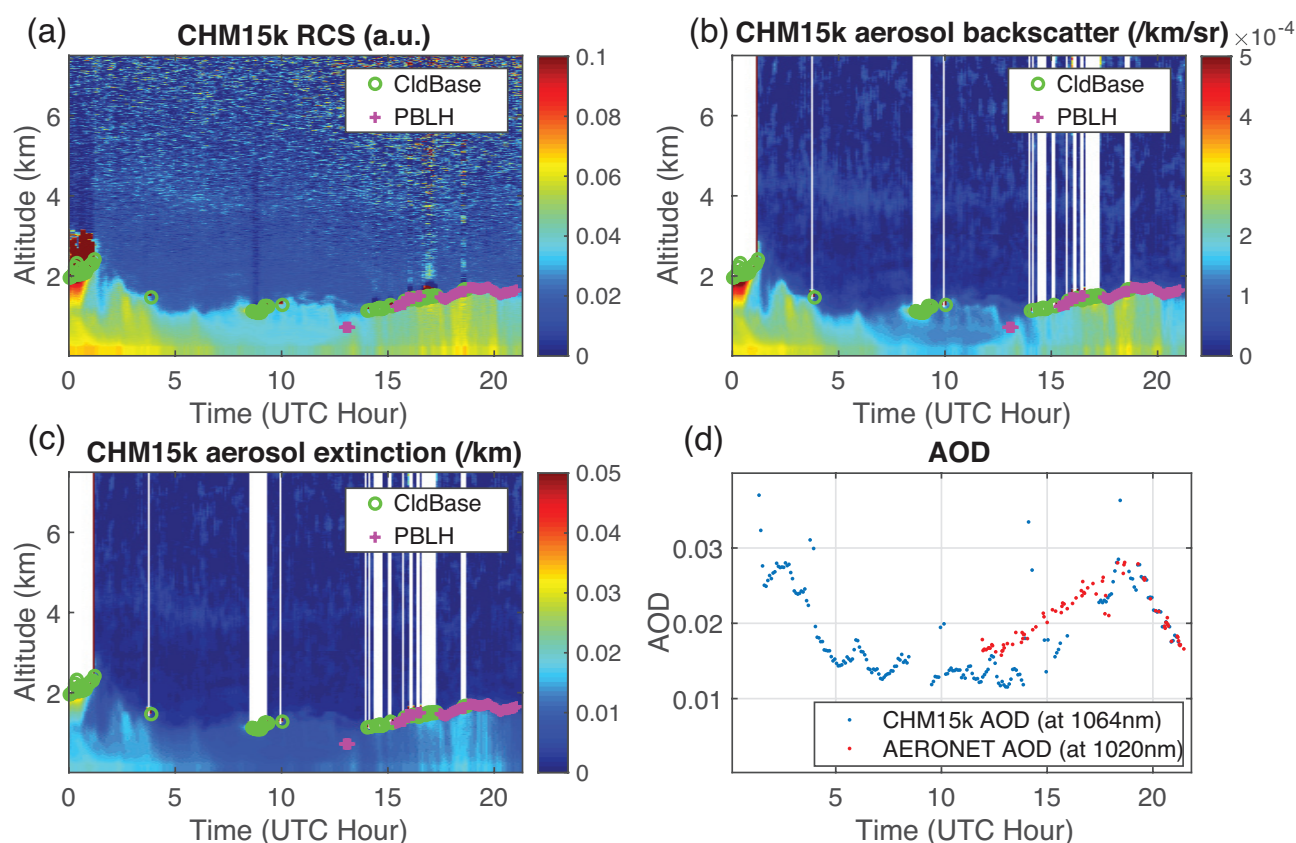 (a)
CHM15k RCS (a.u.)
CldBase
PBLH
Altitude (km)
6
4
2
0
5
10
15
20
Time (UTC Hour)
0.1
0.08
0.06
0.04
0.02
0
(b)
CHM15k aerosol backscatter (/km/sr)
×10⁻⁴
CldBase
PBLH
Altitude (km)
6
4
2
0
5
10
15
20
Time (UTC Hour)
5
4
3
2
1
0
(c)
CHM15k aerosol extinction (/km)
CldBase
PBLH
Altitude (km)
6
4
2
0
5
10
15
20
Time (UTC Hour)
0.05
0.04
0.03
0.02
0.01
0
(d)
AOD
AOD
0.03
0.02
0.01
5
10
15
20
CHM15k AOD (at 1064nm)
AERONET AOD (at 1020nm)
Time (UTC Hour)